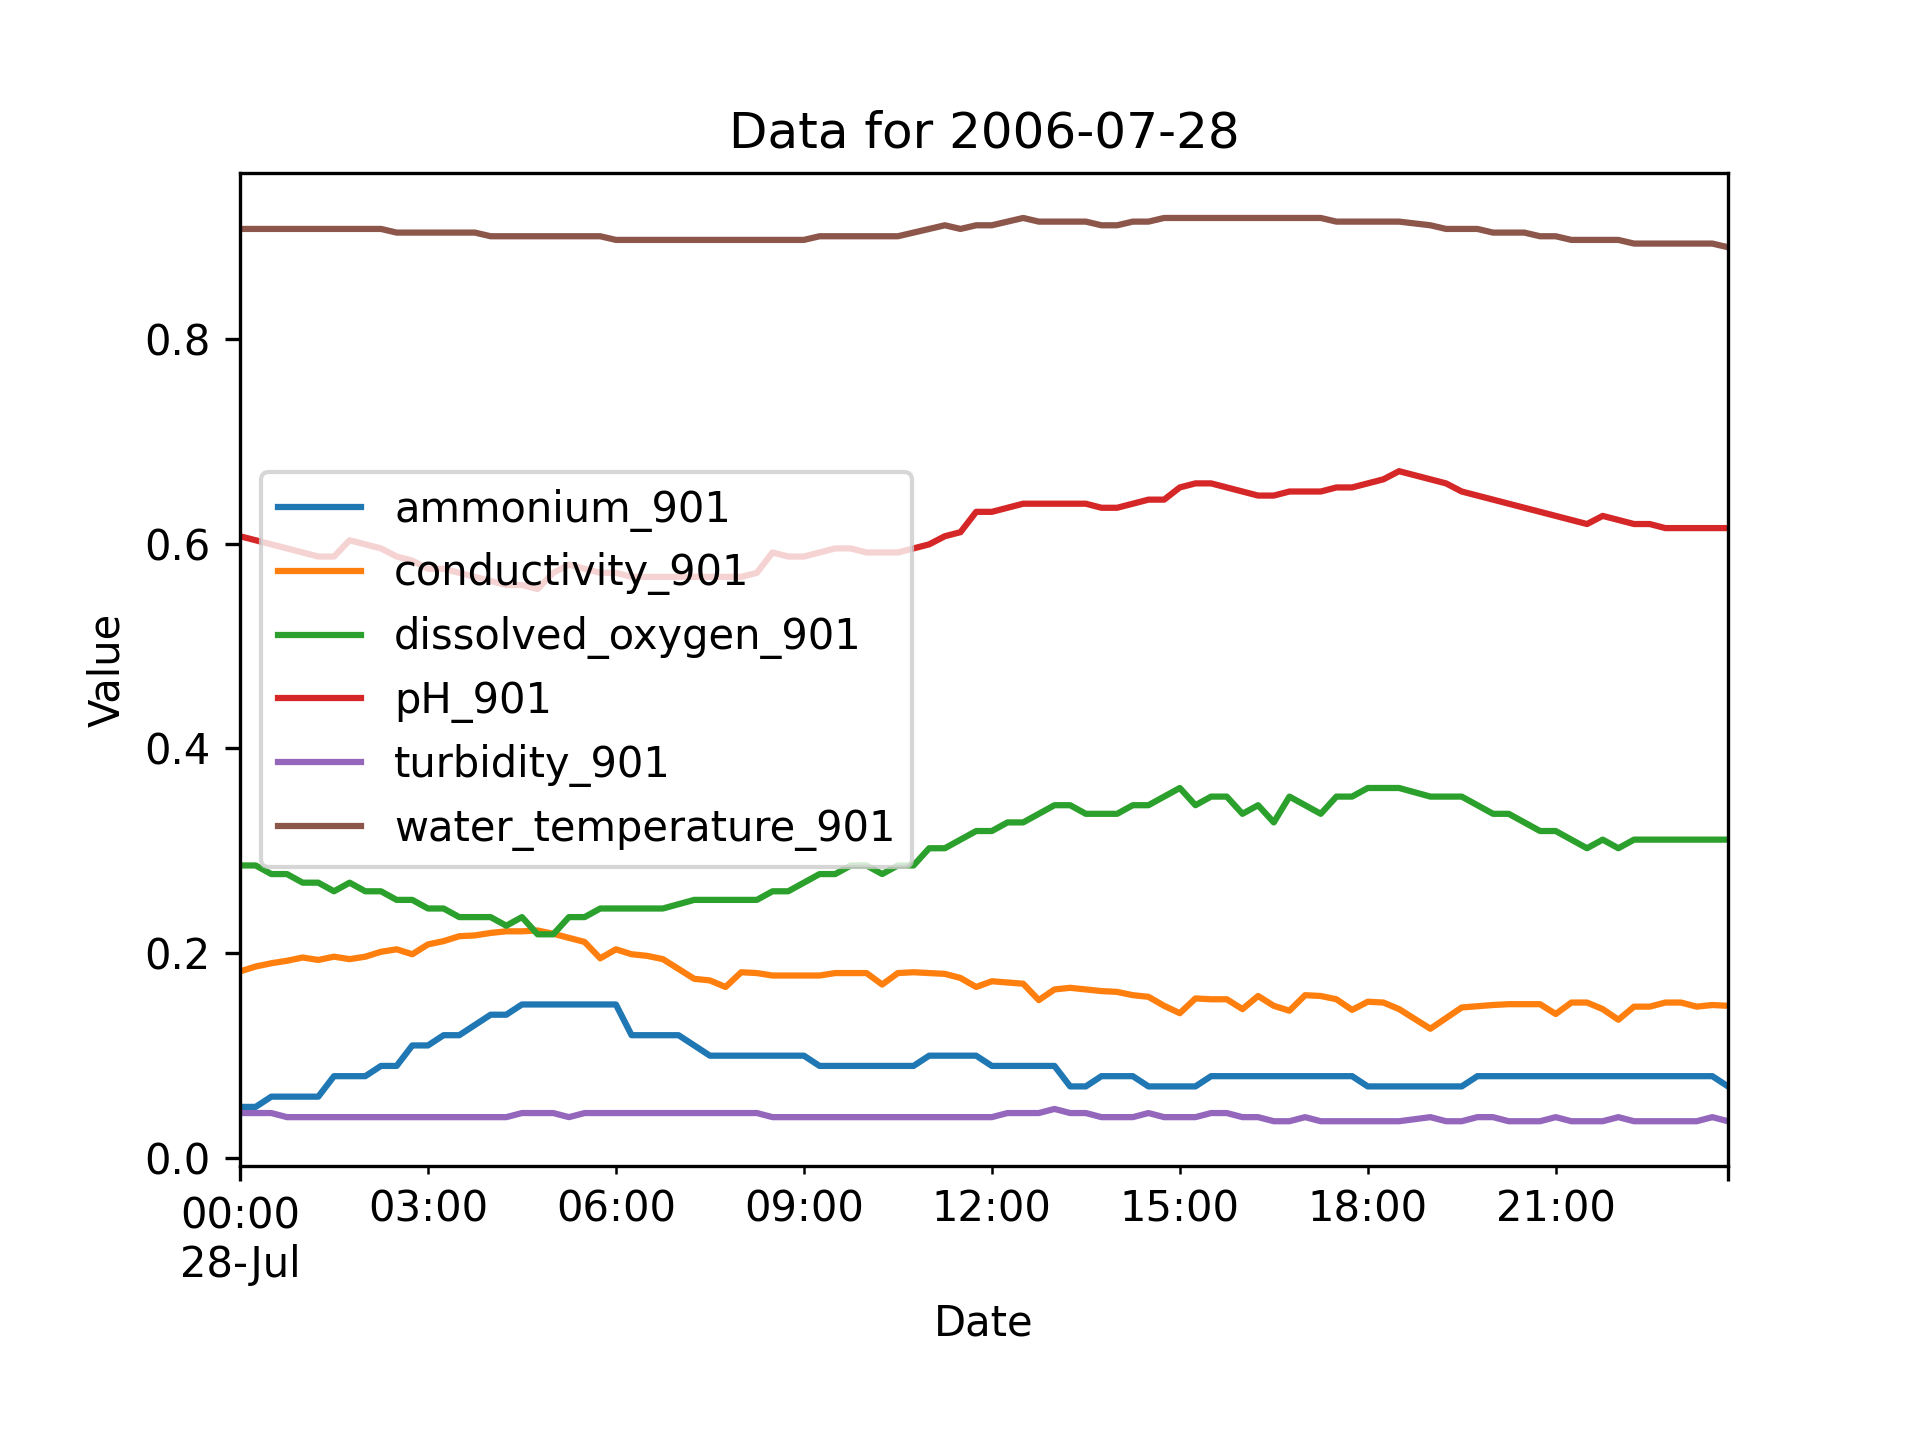 Data for 2006-07-28
Value
0.8
0.6
0.4
0.2
0.0
ammonium_901
conductivity_901
dissolved_oxygen_901
pH_901
turbidity_901
water_temperature_901
00:00 03:00 06:00 09:00 12:00 15:00 18:00 21:00
28-Jul
Date